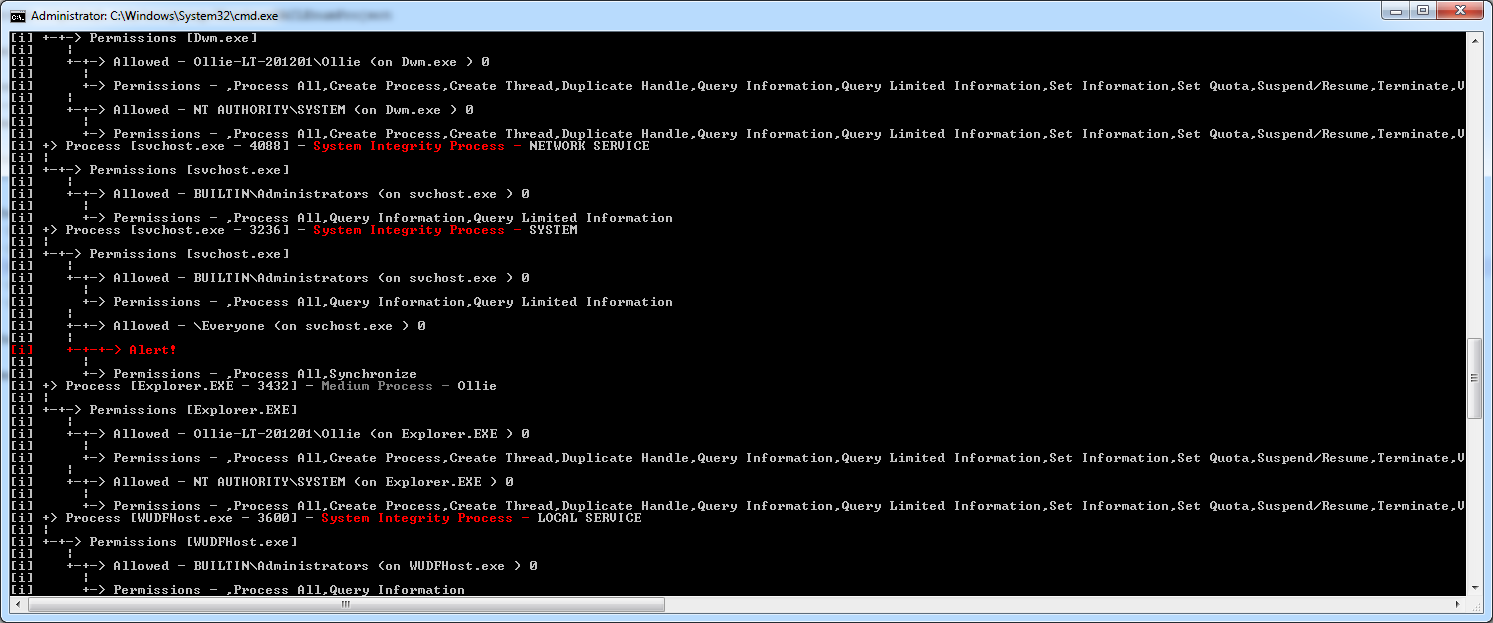 Administrator: C:\Windows\System32\cmd.exe
[i] +-+-> Permissions [Dwm.exe]
[i]    ¦
[i]    +-+-> Allowed - Ollie-LT-201201\Ollie (on Dwm.exe ) 0
[i]      ¦
[i]      +-> Permissions - ,Process All,Create Process,Create Thread,Duplicate Handle,Query Information,Query Limited Information,Set Information,Set Quota,Suspend/Resume,Terminate,V
[i]    ¦
[i]    +-+-> Allowed - NT AUTHORITY\SYSTEM (on Dwm.exe ) 0
[i]      ¦
[i]      +-> Permissions - ,Process All,Create Process,Create Thread,Duplicate Handle,Query Information,Query Limited Information,Set Information,Set Quota,Suspend/Resume,Terminate,V
[i] +> Process [svchost.exe - 4088] - System Integrity Process - NETWORK SERVICE
[i] ¦
[i] +-+-> Permissions [svchost.exe]
[i]    ¦
[i]    +-+-> Allowed - BUILTIN\Administrators (on svchost.exe ) 0
[i]      ¦
[i]      +-> Permissions - ,Process All,Query Information,Query Limited Information
[i] +> Process [svchost.exe - 3236] - System Integrity Process - SYSTEM
[i] ¦
[i] +-+-> Permissions [svchost.exe]
[i]    ¦
[i]    +-+-> Allowed - BUILTIN\Administrators (on svchost.exe ) 0
[i]      ¦
[i]      +-> Permissions - ,Process All,Query Information,Query Limited Information
[i]    ¦
[i]    +-+-> Allowed - \Everyone (on svchost.exe ) 0
[i]    ¦
[i]    +-+-+-> Alert!
[i]      ¦
[i]      +-> Permissions - ,Process All,Synchronize
[i] +> Process [Explorer.EXE - 3432] - Medium Process - Ollie
[i] ¦
[i] +-+-> Permissions [Explorer.EXE]
[i]    ¦
[i]    +-+-> Allowed - Ollie-LT-201201\Ollie (on Explorer.EXE ) 0
[i]      ¦
[i]      +-> Permissions - ,Process All,Create Process,Create Thread,Duplicate Handle,Query Information,Query Limited Information,Set Information,Set Quota,Suspend/Resume,Terminate,V
[i]    ¦
[i]    +-+-> Allowed - NT AUTHORITY\SYSTEM (on Explorer.EXE ) 0
[i]      ¦
[i]      +-> Permissions - ,Process All,Create Process,Create Thread,Duplicate Handle,Query Information,Query Limited Information,Set Information,Set Quota,Suspend/Resume,Terminate,V
[i] +> Process [WUDFHost.exe - 3600] - System Integrity Process - LOCAL SERVICE
[i] ¦
[i] +-+-> Permissions [WUDFHost.exe]
[i]    ¦
[i]    +-+-> Allowed - BUILTIN\Administrators (on WUDFHost.exe ) 0
[i]      ¦
[i]      +-> Permissions - ,Process All,Query Information